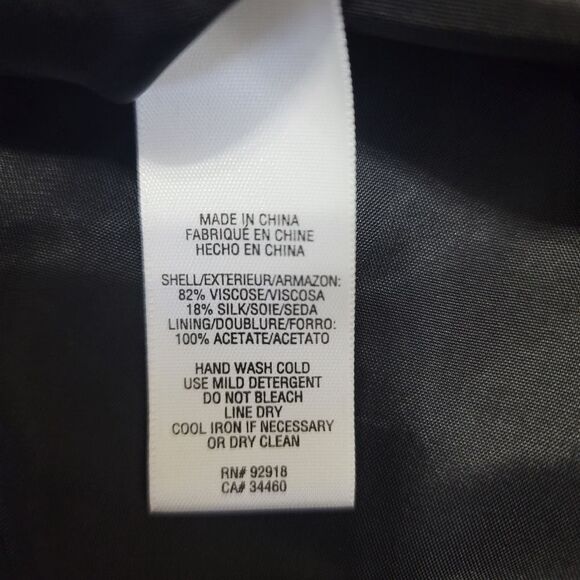 MADE IN CHINA
FABRIQUÉ EN CHINE
HECHO EN CHINA
SHELL/EXTERIEUR/ARMAZON:
82% VISCOSE/VISCOSA
18% SILK/SOIE/SEDA
LINING/DOUBLURE/FORRO:
100% ACETATE/ACETATO
HAND WASH COLD
USE MILD DETERGENT
DO NOT BLEACH
LINE DRY
COOL IRON IF NECESSARY
OR DRY CLEAN
RN# 92918
CA# 34460